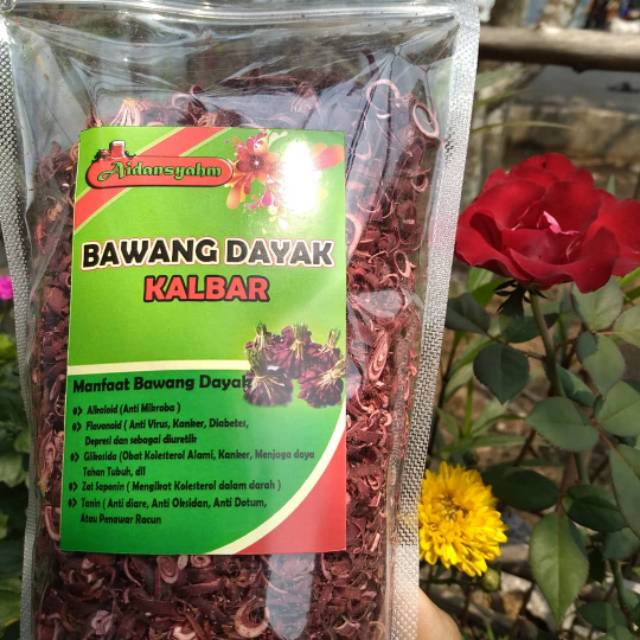 Aidansyahm
BAWANG DAYAK
KALBAR
Manfaat Bawang Dayak
Alkaloid (Anti Mikroba )
Flavonoid ( Anti Virus, Kanker, Diabetes,
Depresi dan sebagai diuretik
Glikosida (Obat Kolesterol Alami, Kanker, Menjaga daya
Tahan Tubuh, dll
Zat Saponin ( Mengikat Kolesterol dalam darah )
Tanin ( Anti diare, Anti Oksidan, Anti Dotum,
Atau Penawar Racun